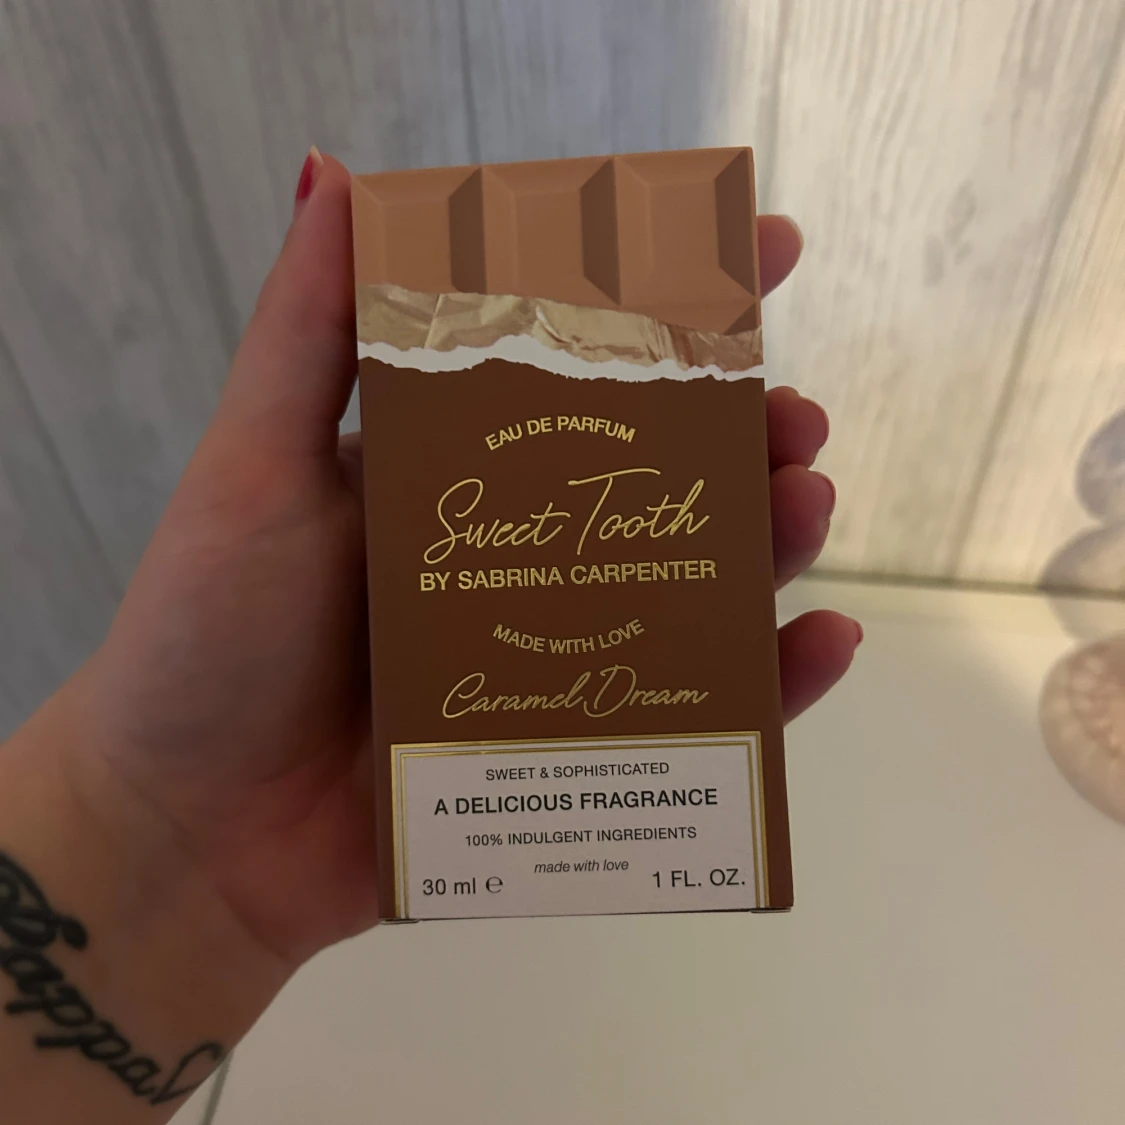 EAU DE PARFUM
Sweet Tooth
BY SABRINA CARPENTER
MADE WITH LOVE
Caramel Dream
SWEET & SOPHISTICATED
A DELICIOUS FRAGRANCE
100% INDULGENT INGREDIENTS
made with love
30 ml ℮ 1 FL. OZ.